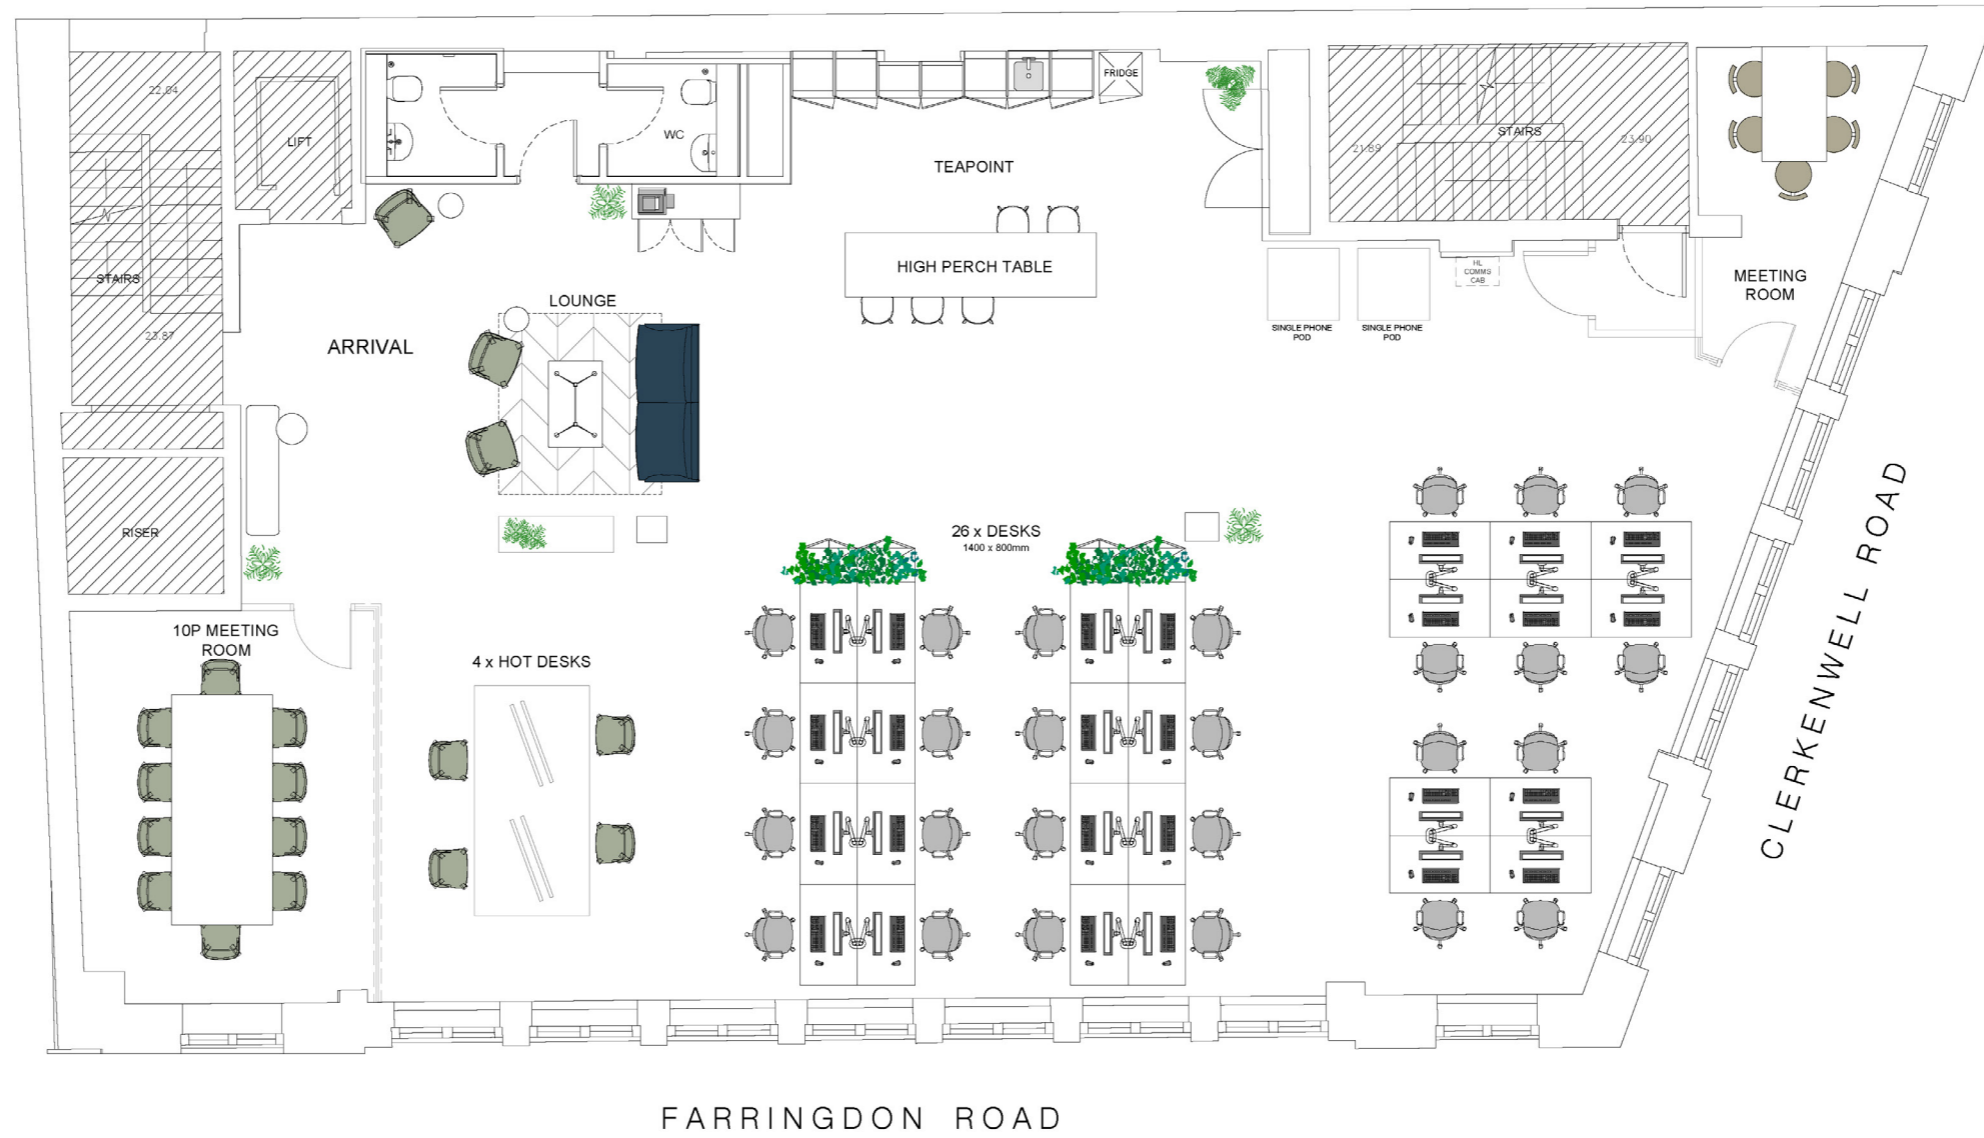 22.04
LIFT
WC
FRIDGE
TEAPOINT
STAIRS
21.89
23.90
HIGH PERCH TABLE
HL
COMMS
CAB
MEETING
ROOM
STAIRS
23.87
LOUNGE
ARRIVAL
SINGLE PHONE
POD
SINGLE PHONE
POD
RISER
26 x DESKS
1400 x 800mm
10P MEETING
ROOM
4 x HOT DESKS
CLERKENWELL ROAD
FARRINGDON ROAD